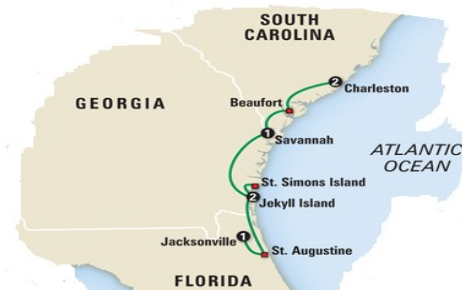 SOUTH
CAROLINA
2
Charleston
GEORGIA
Beaufort
1
Savannah
ATLANTIC
OCEAN
St. Simons Island
2
Jekyll Island
Jacksonville
1
St. Augustine
FLORIDA